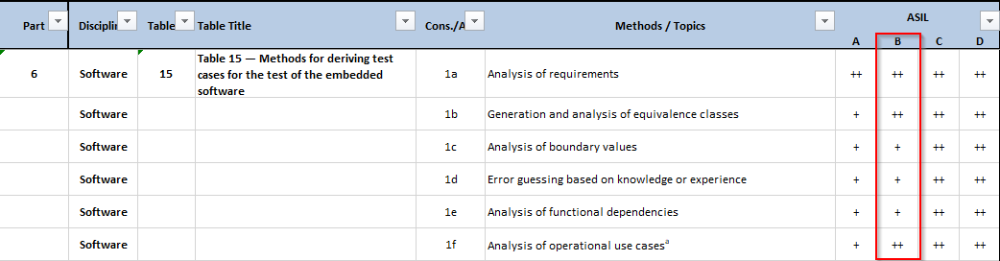 Part Disciplin Table Table Title Cons./A Methods / Topics ASIL
A B C D
6 Software 15 Table 15 — Methods for deriving test cases for the test of the embedded software 1a Analysis of requirements ++ ++ ++ ++
Software 1b Generation and analysis of equivalence classes + ++ ++ ++
Software 1c Analysis of boundary values + + ++ ++
Software 1d Error guessing based on knowledge or experience + + ++ ++
Software 1e Analysis of functional dependencies + + ++ ++
Software 1f Analysis of operational use casesᵃ + ++ ++ ++